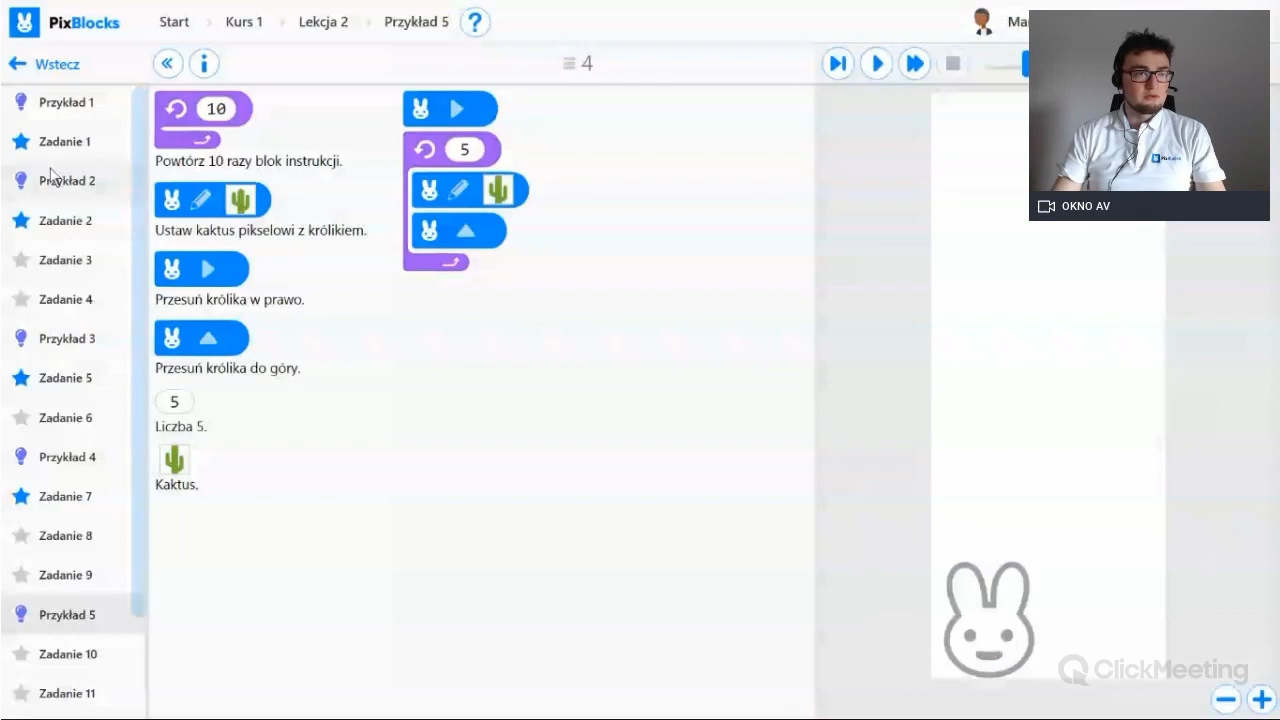 PixBlocks
Start
Kurs 1
Lekcja 2
Przykład 5
?
Wstecz
4
Przykład 1
Zadanie 1
Przykład 2
Zadanie 2
Zadanie 3
Zadanie 4
Przykład 3
Zadanie 5
Zadanie 6
Przykład 4
Zadanie 7
Zadanie 8
Zadanie 9
Przykład 5
Zadanie 10
Zadanie 11
10
Powtórz 10 razy blok instrukcji.
Ustaw kaktus pikselowi z królikiem.
Przesuń królika w prawo.
Przesuń królika do góry.
5
Liczba 5.
Kaktus.
5
PixBlocks
OKNO AV
ClickMeeting